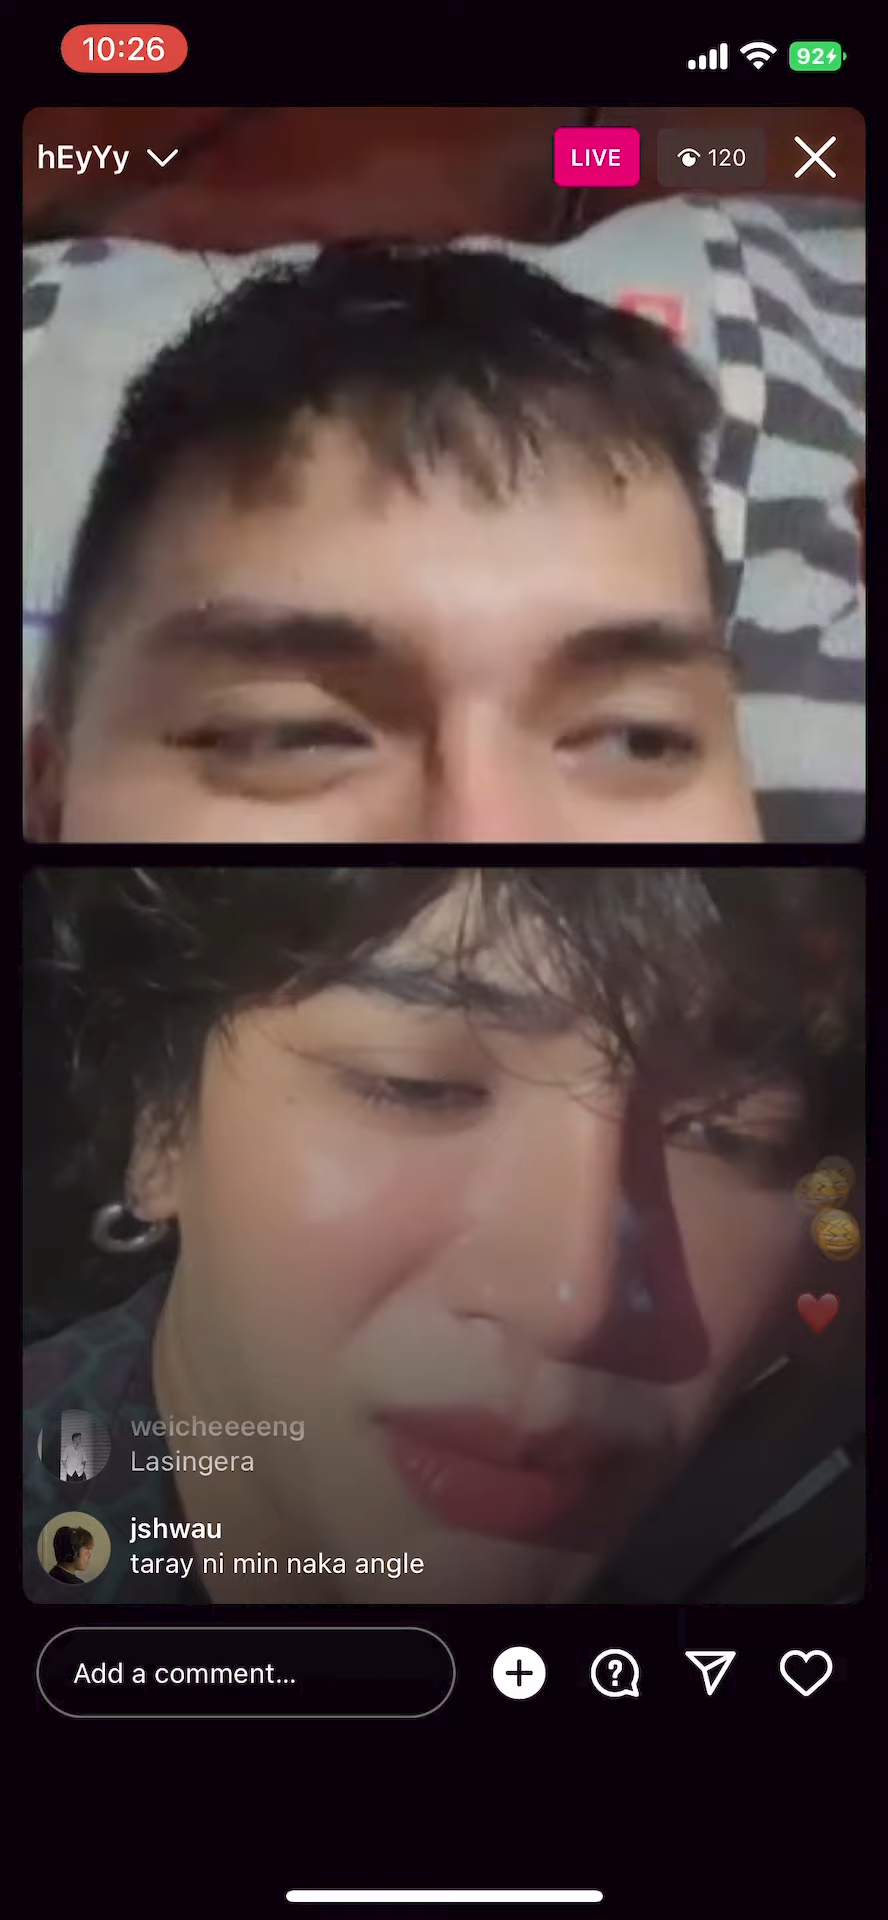 10:26
92
hEyYy
LIVE
120
weicheeeeng
Lasingera
jshwau
taray ni min naka angle
Add a comment...